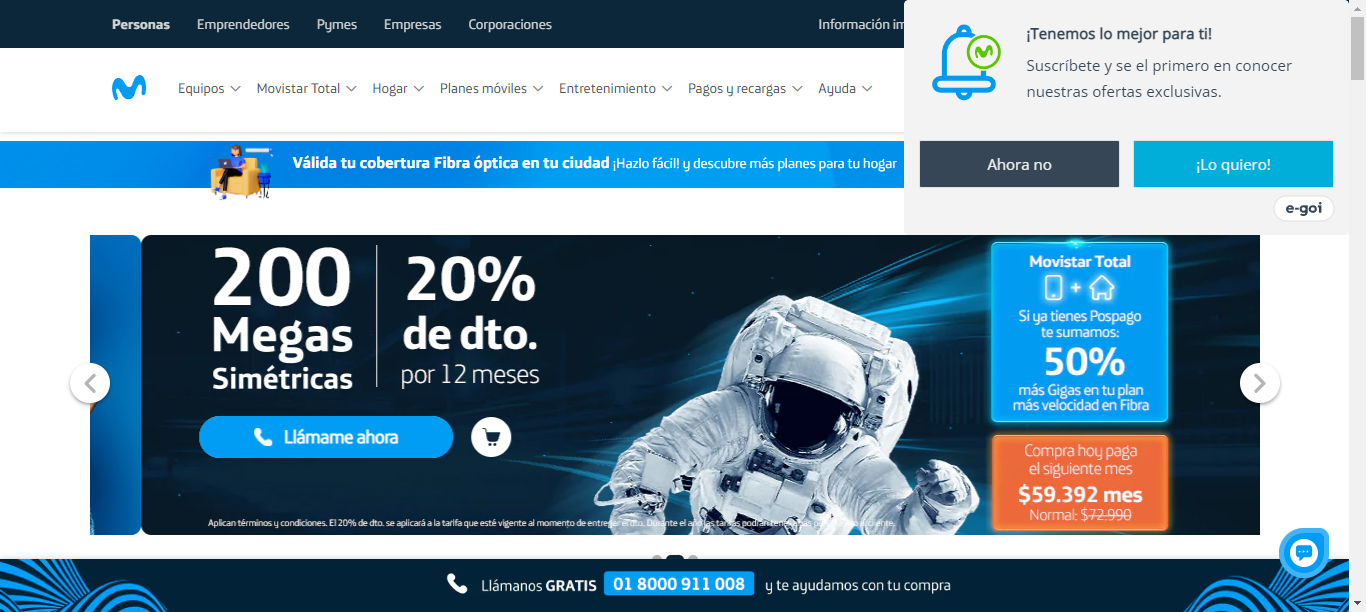 Personas Emprendedores Pymes Empresas Corporaciones Información im
¡Tenemos lo mejor para ti!
Suscríbete y se el primero en conocer
nuestras ofertas exclusivas.
Ahora no ¡Lo quiero!
e-goi
Equipos Movistar Total Hogar Planes móviles Entretenimiento Pagos y recargas Ayuda
Válida tu cobertura Fibra óptica en tu ciudad ¡Hazlo fácil! y descubre más planes para tu hogar
200
Megas
Simétricas
20%
de dto.
por 12 meses
Llámame ahora
Movistar Total
+
Si ya tienes Pospago
te sumamos:
50%
más Gigas en tu plan
más velocidad en Fibra
Compra hoy paga
el siguiente mes
$59.392 mes
Normal: $72.990
Aplican términos y condiciones. El 20% de dto. se aplicará a la tarifa que esté vigente al momento de entregar el dto. Durante el año las tarifas podrán
Llámanos GRATIS 01 8000 911 008 y te ayudamos con tu compra